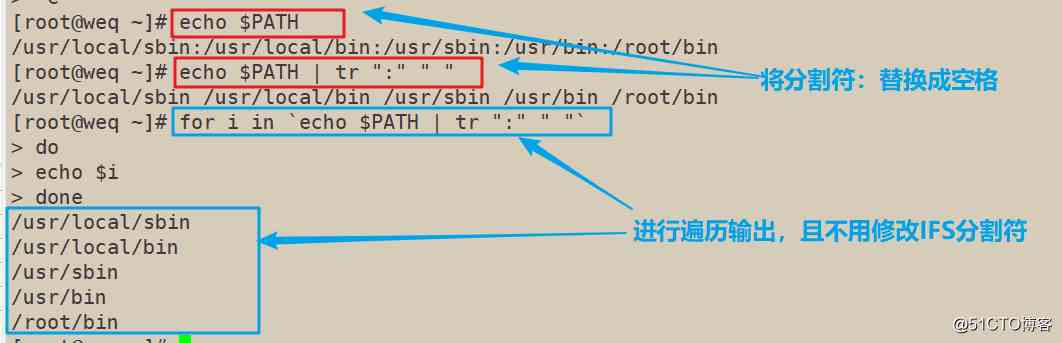 [root@weq ~]# echo $PATH
/usr/local/sbin:/usr/local/bin:/usr/sbin:/usr/bin:/root/bin
[root@weq ~]# echo $PATH | tr ":" " "
将分割符：替换成空格
/usr/local/sbin /usr/local/bin /usr/sbin /usr/bin /root/bin
[root@weq ~]# for i in `echo $PATH | tr ":" " "`
> do
> echo $i
> done
/usr/local/sbin
进行遍历输出，且不用修改IFS分割符
/usr/local/bin
/usr/sbin
/usr/bin
/root/bin
@51CTO博客
[root@weq ~]#